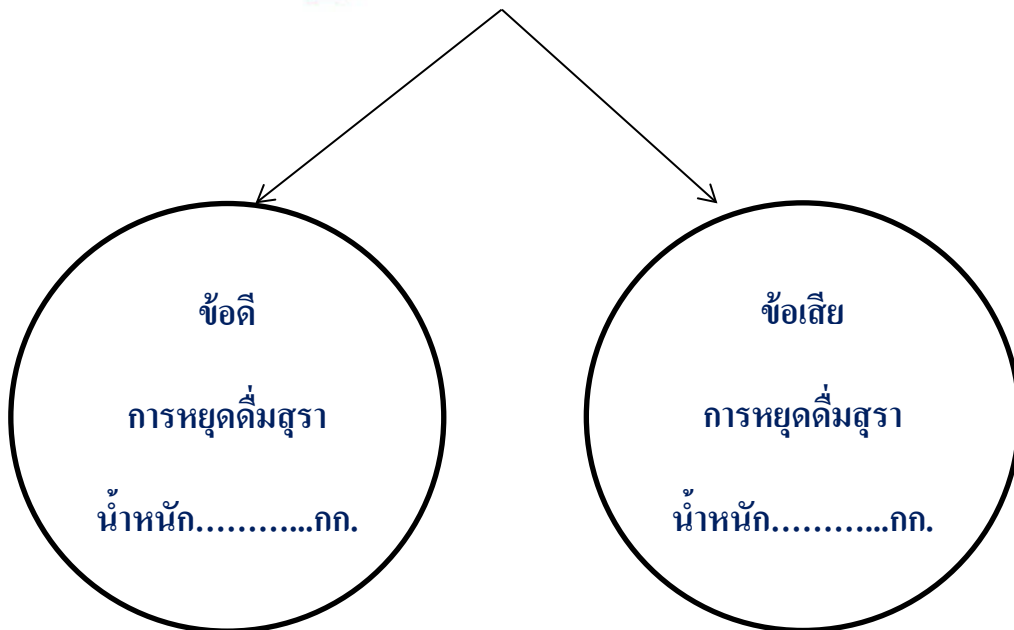 ข้อดี
การหยุดดื่มสุรา
น้ำหนัก………...กก.
ข้อเสีย
การหยุดดื่มสุรา
น้ำหนัก………...กก.